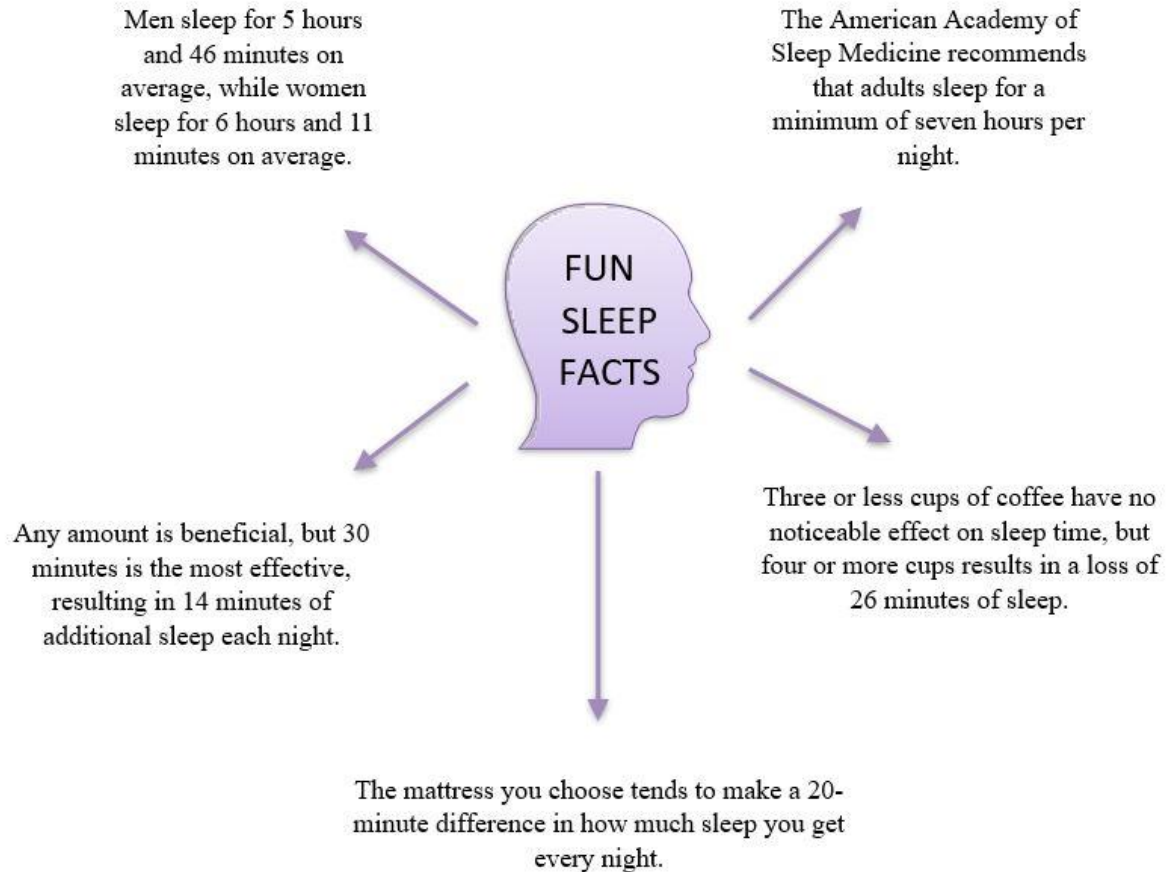 Men sleep for 5 hours
and 46 minutes on
average, while women
sleep for 6 hours and 11
minutes on average.
The American Academy of
Sleep Medicine recommends
that adults sleep for a
minimum of seven hours per
night.
FUN
SLEEP
FACTS
Any amount is beneficial, but 30
minutes is the most effective,
resulting in 14 minutes of
additional sleep each night.
Three or less cups of coffee have no
noticeable effect on sleep time, but
four or more cups results in a loss of
26 minutes of sleep.
The mattress you choose tends to make a 20-
minute difference in how much sleep you get
every night.